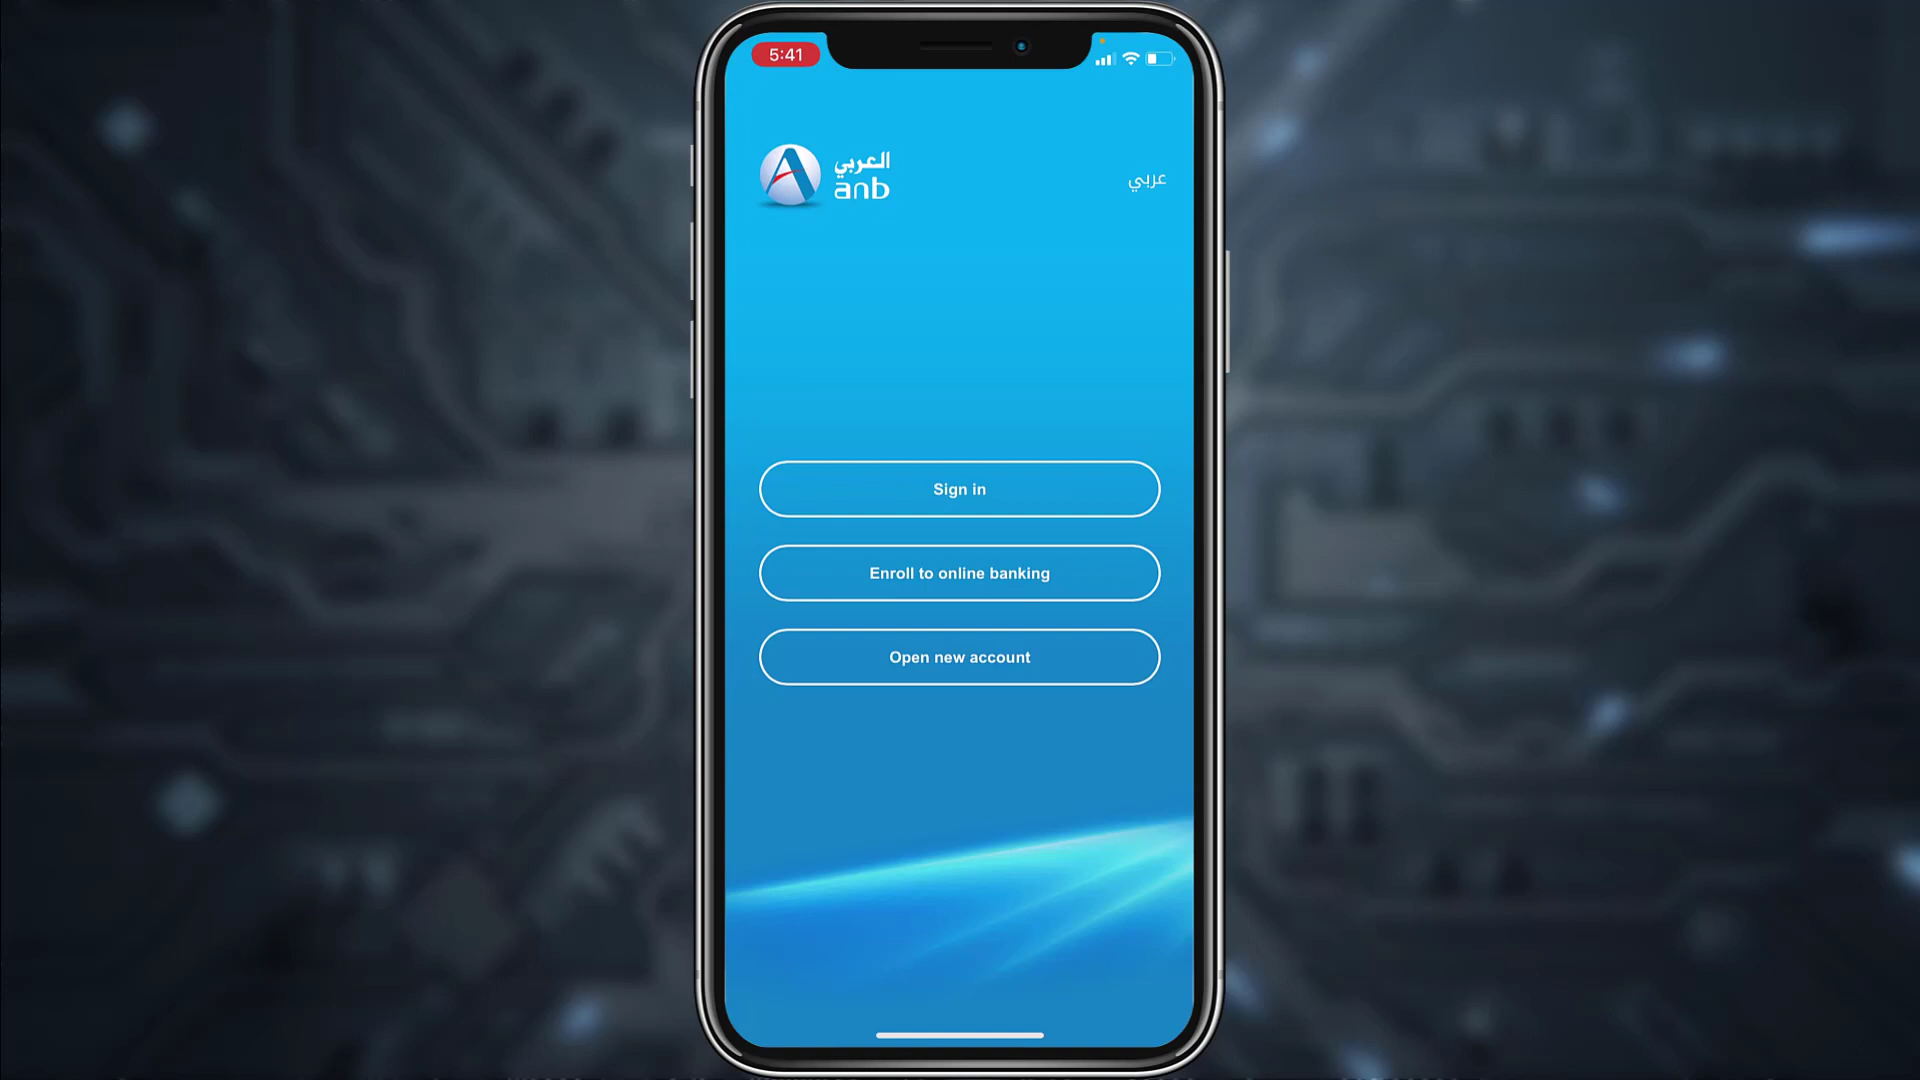 5:41
العربي
anb
عربي
Sign in
Enroll to online banking
Open new account